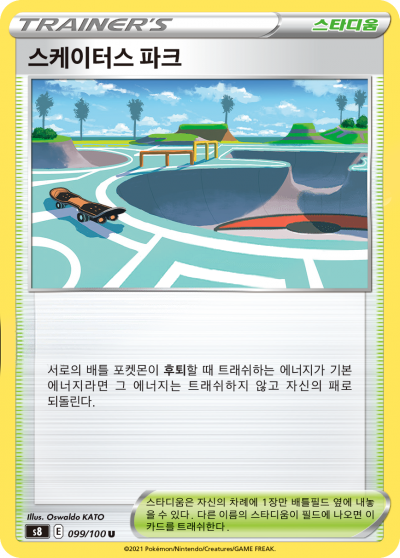 TRAINER'S
스타디움
스케이터스 파크
서로의 배틀 포켓몬이 후퇴할 때 트래쉬하는 에너지가 기본
에너지라면 그 에너지는 트래쉬하지 않고 자신의 패로
되돌린다.
Illus. Oswaldo KATO
s8 E 099/100 U
스타디움은 자신의 차례에 1장만 배틀필드 옆에 내놓
을 수 있다. 다른 이름의 스타디움이 필드에 나오면 이
카드를 트래쉬한다.
©2021 Pokémon/Nintendo/Creatures/GAME FREAK.